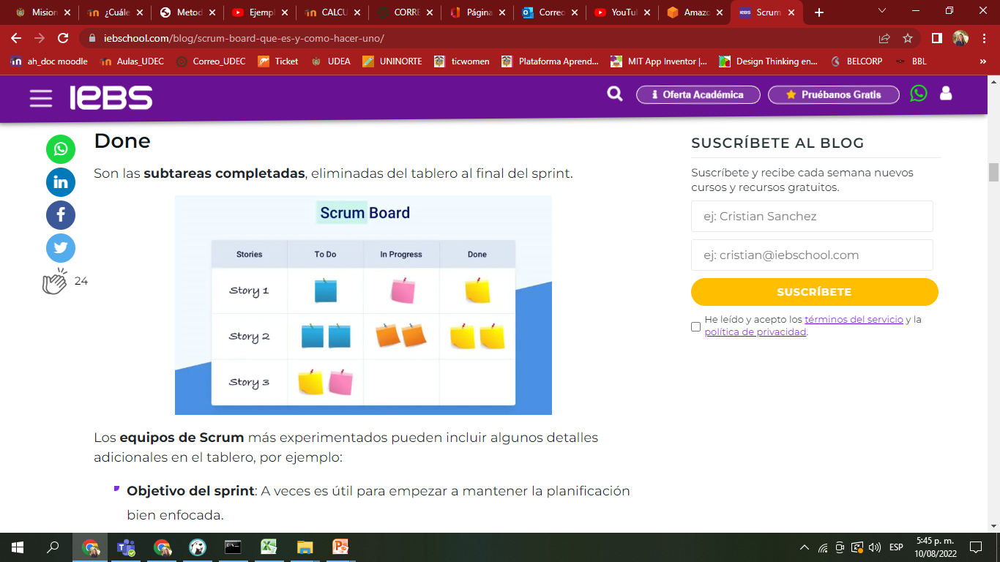 Mision
¿Cuále
Metod
Ejempl
CALCU
CORRE
Página
Correo
YouTul
Amazo
Scrum
iebschool.com/blog/scrum-board-que-es-y-como-hacer-uno/
ah_doc moodle
Aulas_UDEC
Correo_UDEC
Ticket
UDEA
UNINORTE
ticwomen
Plataforma Aprend...
MIT App Inventor |...
Design Thinking en...
BELCORP
BBL
»
IEBS
Oferta Académica
Pruébanos Gratis
Done
Son las subtareas completadas, eliminadas del tablero al final del sprint.
24
Scrum Board
Stories To Do In Progress Done
Story 1
Story 2
Story 3
Los equipos de Scrum más experimentados pueden incluir algunos detalles
adicionales en el tablero, por ejemplo:
Objetivo del sprint: A veces es útil para empezar a mantener la planificación
bien enfocada.
SUSCRÍBETE AL BLOG
Suscríbete y recibe cada semana nuevos
cursos y recursos gratuitos.
ej: Cristian Sanchez
ej: cristian@iebschool.com
SUSCRÍBETE
He leído y acepto los términos del servicio y la
política de privacidad.
ESP
5:45 p. m.
10/08/2022